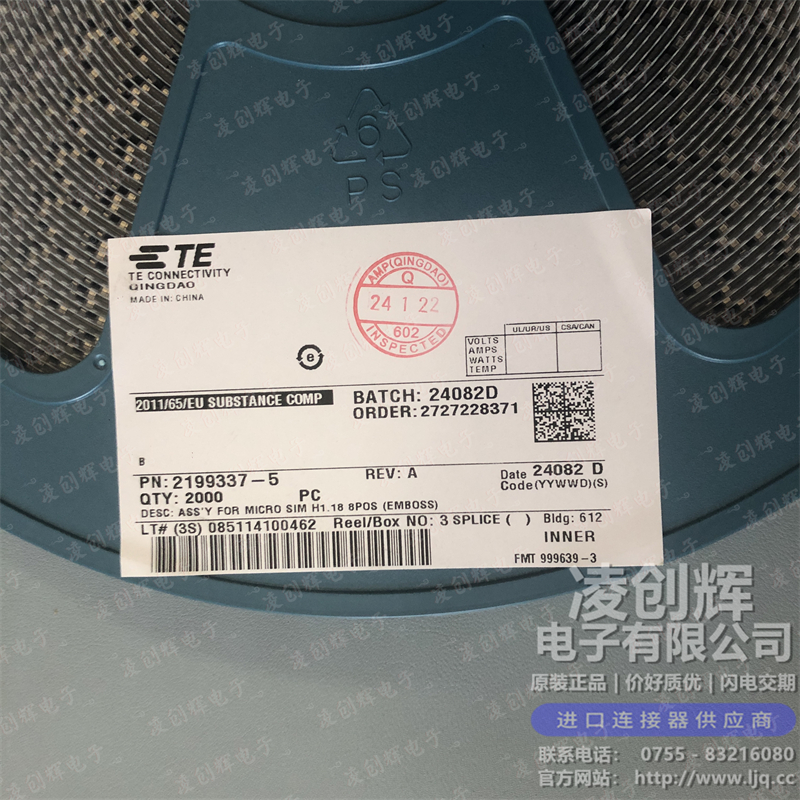 6
PS
TE
TE CONNECTIVITY
QINGDAO
MADE IN: CHINA
AMP(QINGDAO)
Q
24 1 22
602
INSPECTED
e
UL/UR/US CSA/CAN
VOLTS
AMPS
WATTS
TEMP
2011/65/EU SUBSTANCE COMP
BATCH: 24082D
ORDER: 2727228371
B
PN: 2199337-5 REV: A Date 24082 D
QTY: 2000 PC Code(YYWWD)(S)
DESC: ASS'Y FOR MICRO SIM H1.18 8POS (EMBOSS)
LT# (3S) 085114100462 Reel/Box NO: 3 SPLICE ( ) Bldg: 612
INNER
FMT 999639-3
凌创辉
电子有限公司
原装正品 | 价好质优 | 闪电交期
进口连接器供应商
联系电话: 0755 - 83216080
官方网站: http://www.ljq.cc
凌创辉电子